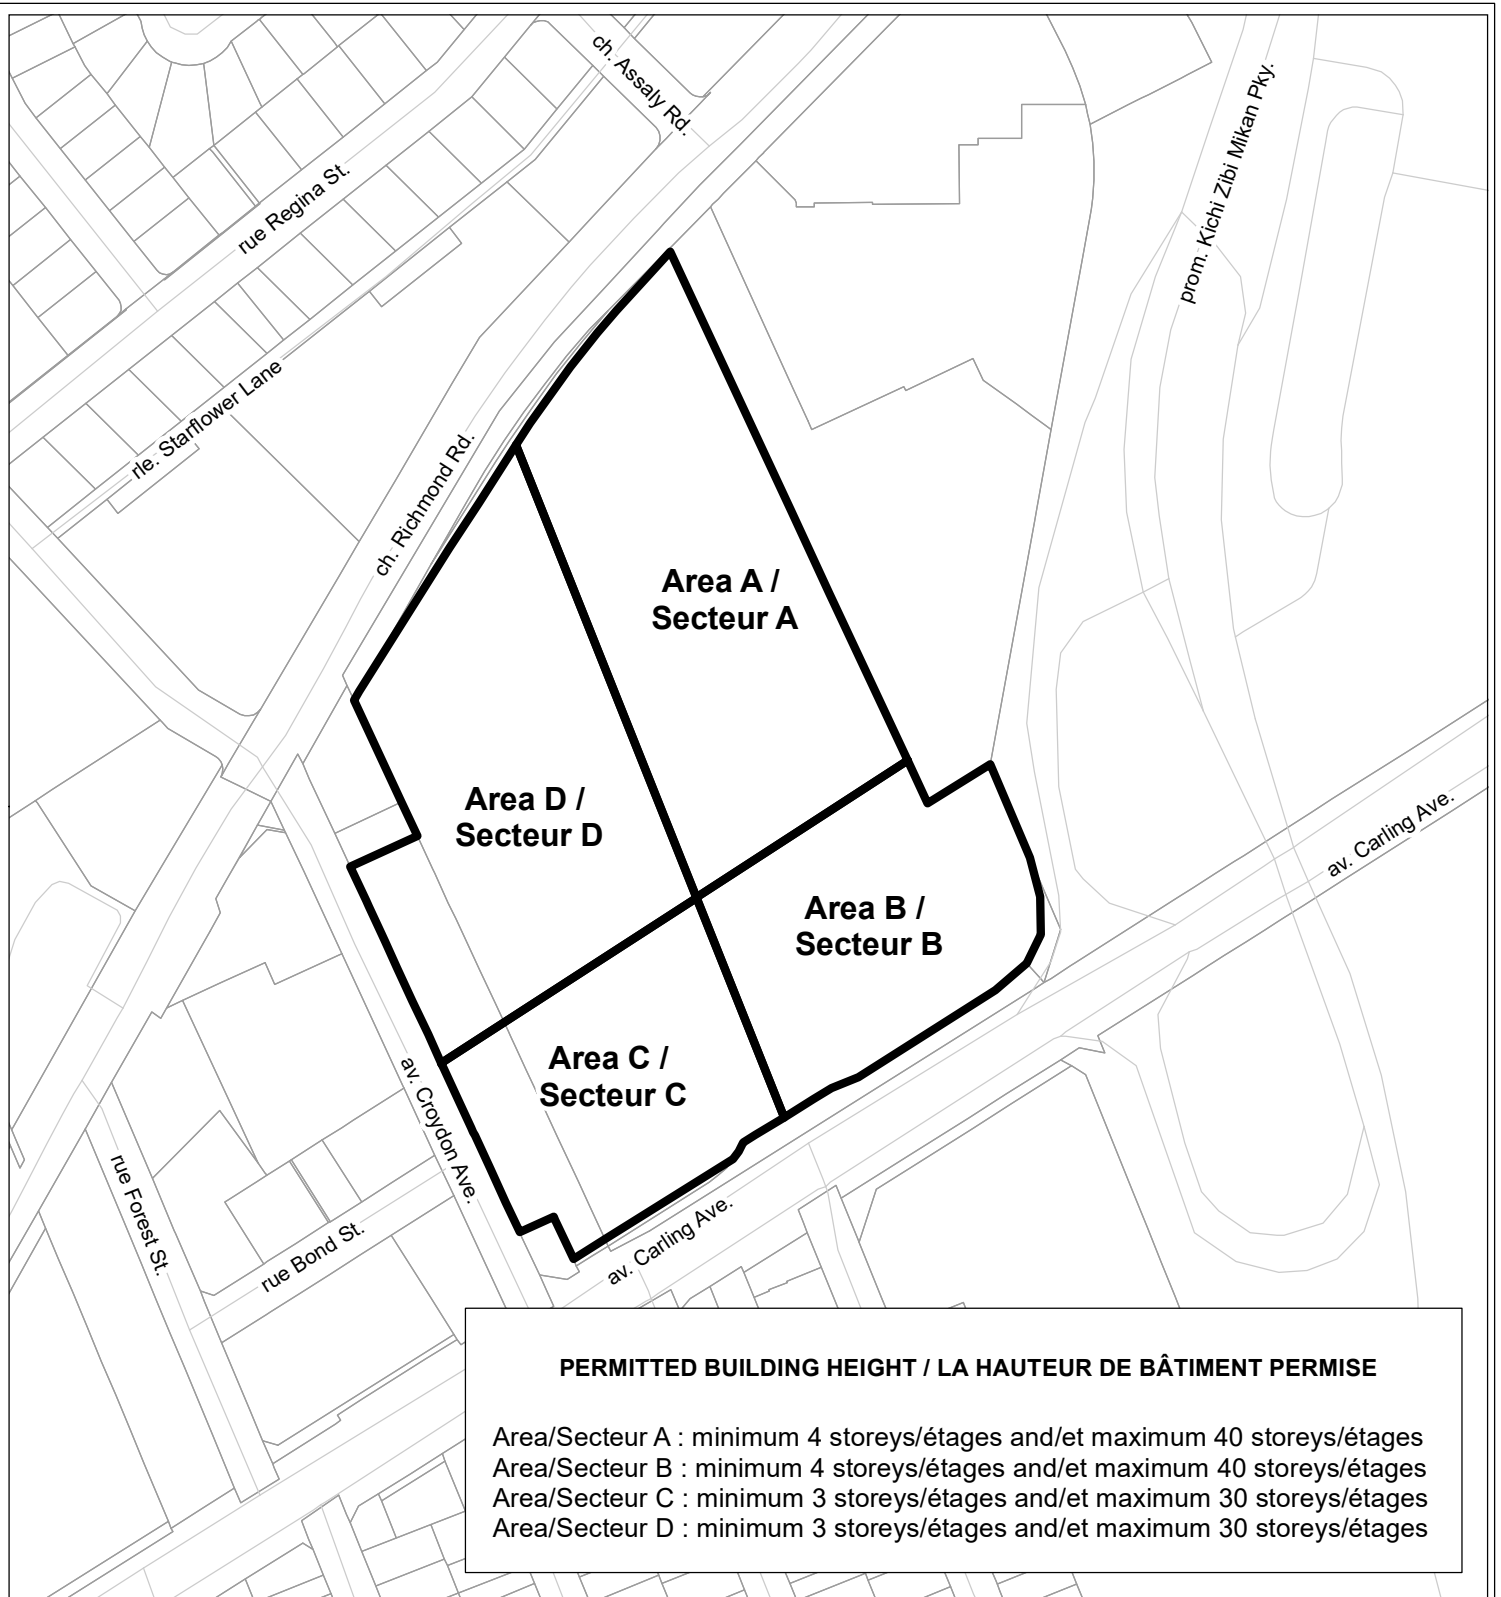 ch. Assaly Rd.
prom. Kichi Zibi Mikan Pky.
rue Regina St.
rle. Starflower Lane
ch. Richmond Rd.
Area A /
Secteur A
Area D /
Secteur D
av. Carling Ave.
Area B /
Secteur B
Area C /
Secteur C
av. Croydon Ave.
rue Forest St.
rue Bond St.
av. Carling Ave.
PERMITTED BUILDING HEIGHT / LA HAUTEUR DE BÂTIMENT PERMISE
Area/Secteur A : minimum 4 storeys/étages and/et maximum 40 storeys/étages
Area/Secteur B : minimum 4 storeys/étages and/et maximum 40 storeys/étages
Area/Secteur C : minimum 3 storeys/étages and/et maximum 30 storeys/étages
Area/Secteur D : minimum 3 storeys/étages and/et maximum 30 storeys/étages